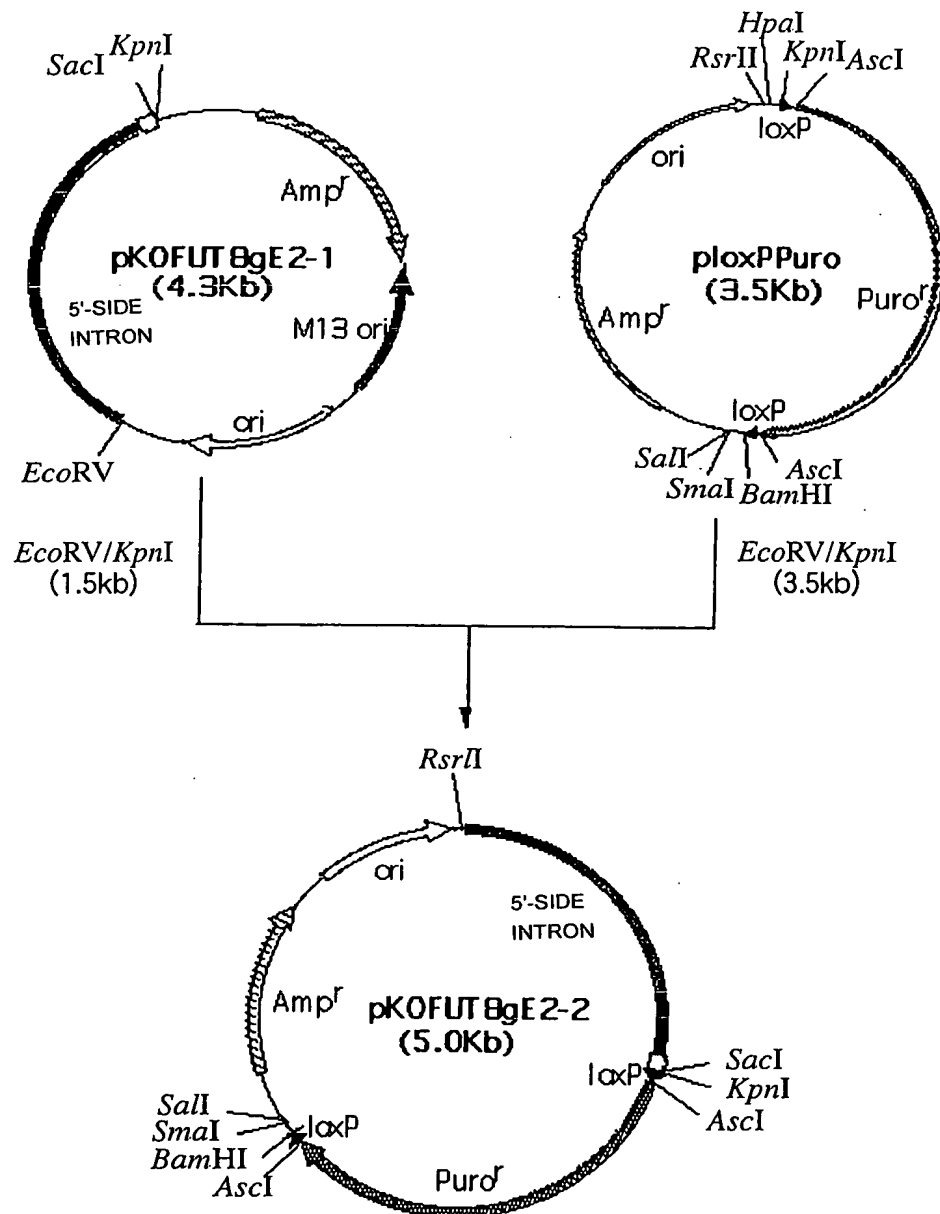 SacI KpnI
Amp^r
pKOFUT8gE2-1
(4.3Kb)
5'-SIDE
INTRON
M13 ori
ori
EcoRV
HpaI
RsrII KpnI AscI
loxP
ori
ploxPPuro
(3.5Kb)
Amp^r
Puro^r
loxP
SalI
SmaI
BamHI
AscI
EcoRV/KpnI
(1.5kb)
EcoRV/KpnI
(3.5kb)
RsrII
ori
5'-SIDE
INTRON
Amp^r
pKOFUT8gE2-2
(5.0Kb)
loxP
SacI
KpnI
AscI
SalI
SmaI
BamHI
AscI
loxP
Puro^r